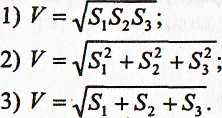 1) V = √(S₁S₂S₃);
2) V = √(S₁² + S₂² + S₃²);
3) V = √(S₁ + S₂ + S₃).